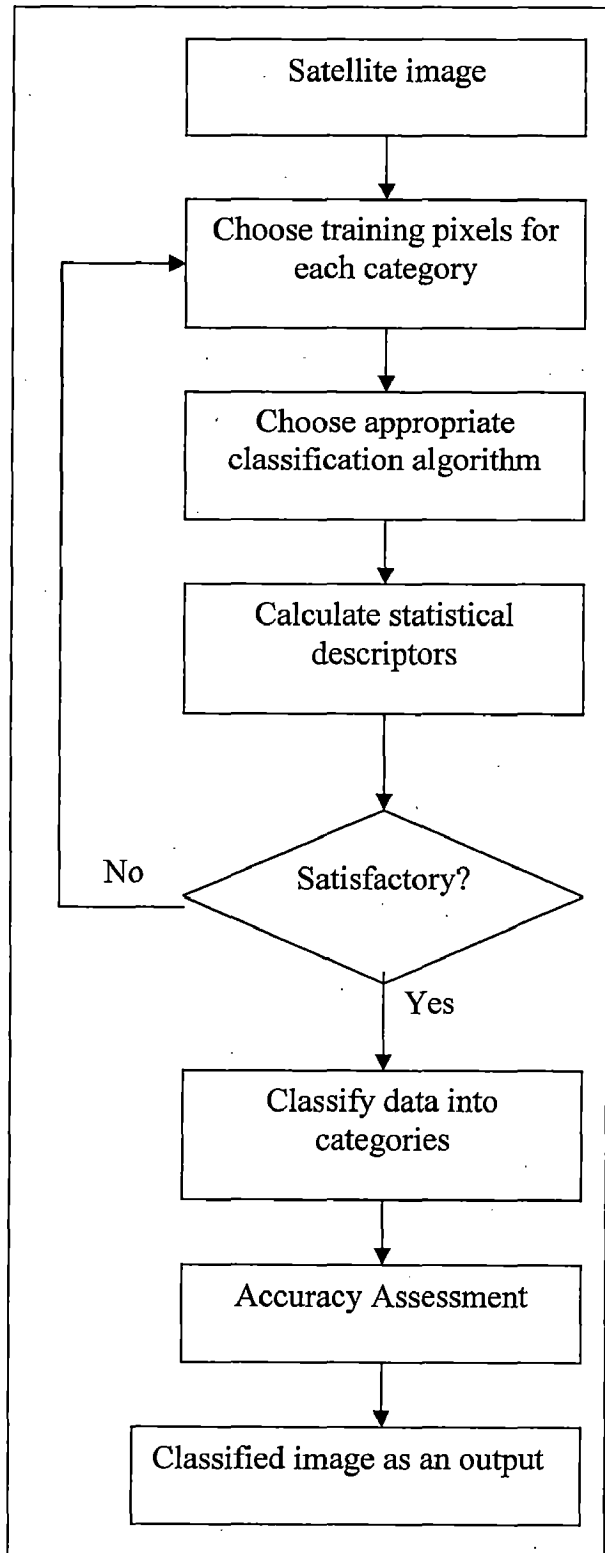 Satellite image
Choose training pixels for
each category
Choose appropriate
classification algorithm
Calculate statistical
descriptors
Satisfactory?
No
Yes
Classify data into
categories
Accuracy Assessment
Classified image as an output